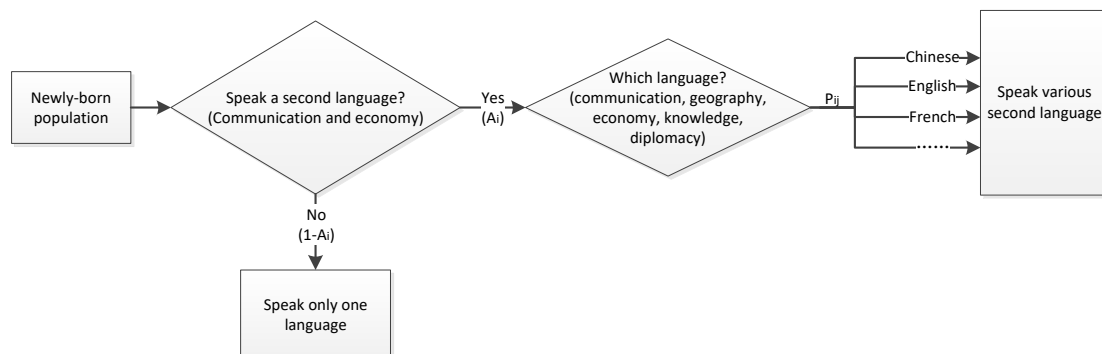 Newly-born
population
Speak a second language?
(Communication and economy)
Yes
(Ai)
No
(1-Ai)
Speak only one
language
Which language?
(communication, geography,
economy, knowledge,
diplomacy)
Pij
Chinese
English
French
······
Speak various
second language